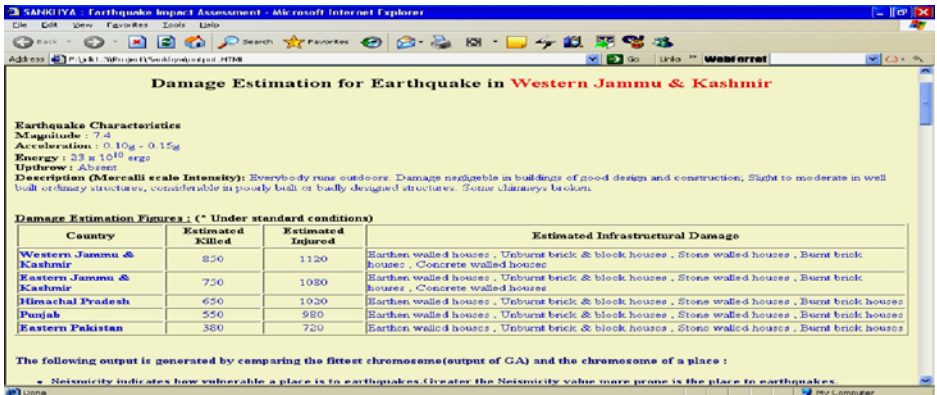 SANKHYA : Earthquake Impact Assessment - Microsoft Internet Explorer
File Edit View Favorites Tools Help
Back Search Favorites
Address Go Links Webferret
Damage Estimation for Earthquake in Western Jammu & Kashmir
Earthquake Characteristics
Magnitude : 7.4
Acceleration : 0.10g - 0.15g
Energy : 23 x 10^10 ergs
Upthrow : Absent
Description (Mercalli scale Intensity): Everybody runs outdoors. Damage negligeble in buildings of good design and construction, Slight to moderate in well
built ordinary structures, considerable in poorly built or badly designed structures. Some chimneys broken.
Damage Estimation Figures : (* Under standard conditions)
Country Estimated Killed Estimated Injured Estimated Infrastructural Damage
Western Jammu & Kashmir 850 1120 Earthen walled houses , Unburnt brick & block houses , Stone walled houses , Burnt brick houses , Concrete walled houses
Eastern Jammu & Kashmir 750 1080 Earthen walled houses , Unburnt brick & block houses , Stone walled houses , Burnt brick houses , Concrete walled houses
Himachal Pradesh 650 1020 Earthen walled houses , Unburnt brick & block houses , Stone walled houses , Burnt brick houses
Punjab 550 980 Earthen walled houses , Unburnt brick & block houses , Stone walled houses , Burnt brick houses
Eastern Pakistan 380 720 Earthen walled houses , Unburnt brick & block houses , Stone walled houses , Burnt brick houses
The following output is generated by comparing the fittest chromosome(output of GA) and the chromosome of a place :
• Seismicity indicates how vulnerable a place is to earthquakes.Greater the Seismicity value more prone is the place to earthquakes.
Done My Computer